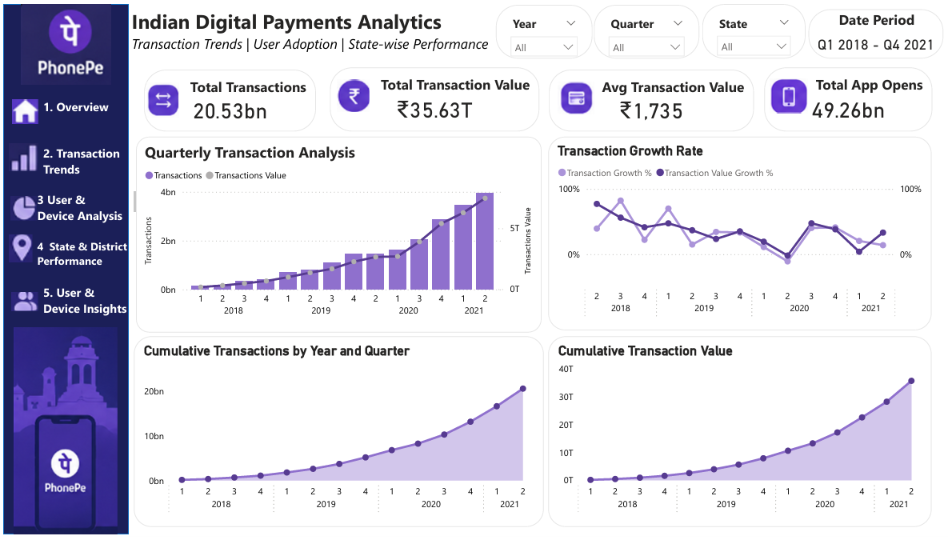 पे
PhonePe
1. Overview
2. Transaction
Trends
3 User &
Device Analysis
4 State & District
Performance
5. User &
Device Insights
पे
PhonePe
Indian Digital Payments Analytics
Transaction Trends | User Adoption | State-wise Performance
Year
All
Quarter
All
State
All
Date Period
Q1 2018 - Q4 2021
Total Transactions
20.53bn
₹
Total Transaction Value
₹35.63T
Avg Transaction Value
₹1,735
Total App Opens
49.26bn
Quarterly Transaction Analysis
Transactions Transactions Value
4bn
2bn
0bn
Transactions
5T
0T
Transactions Value
1 2 3 4 1 2 3 4 1 2 3 4 1 2
2018 2019 2020 2021
Transaction Growth Rate
Transaction Growth % Transaction Value Growth %
100% 100%
0% 0%
2 3 4 1 2 3 4 1 2 3 4 1 2
2018 2019 2020 2021
Cumulative Transactions by Year and Quarter
20bn
10bn
0bn
1 2 3 4 1 2 3 4 1 2 3 4 1 2
2018 2019 2020 2021
Cumulative Transaction Value
40T
30T
20T
10T
0T
1 2 3 4 1 2 3 4 1 2 3 4 1 2
2018 2019 2020 2021